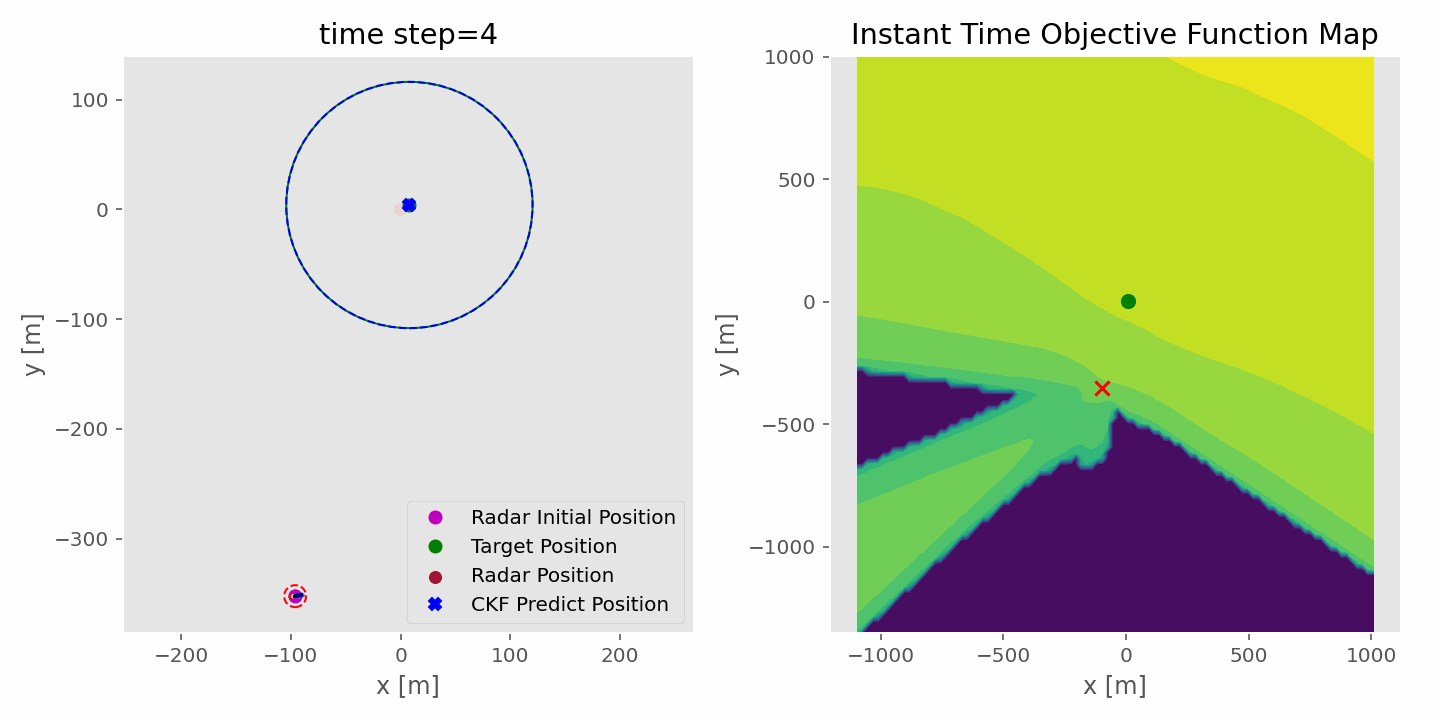 time step=4
100
0
−100
−200
−300
y [m]
−200
−100
0
100
200
x [m]
Radar Initial Position
Target Position
Radar Position
CKF Predict Position
Instant Time Objective Function Map
1000
500
0
−500
−1000
y [m]
−1000
−500
0
500
1000
x [m]